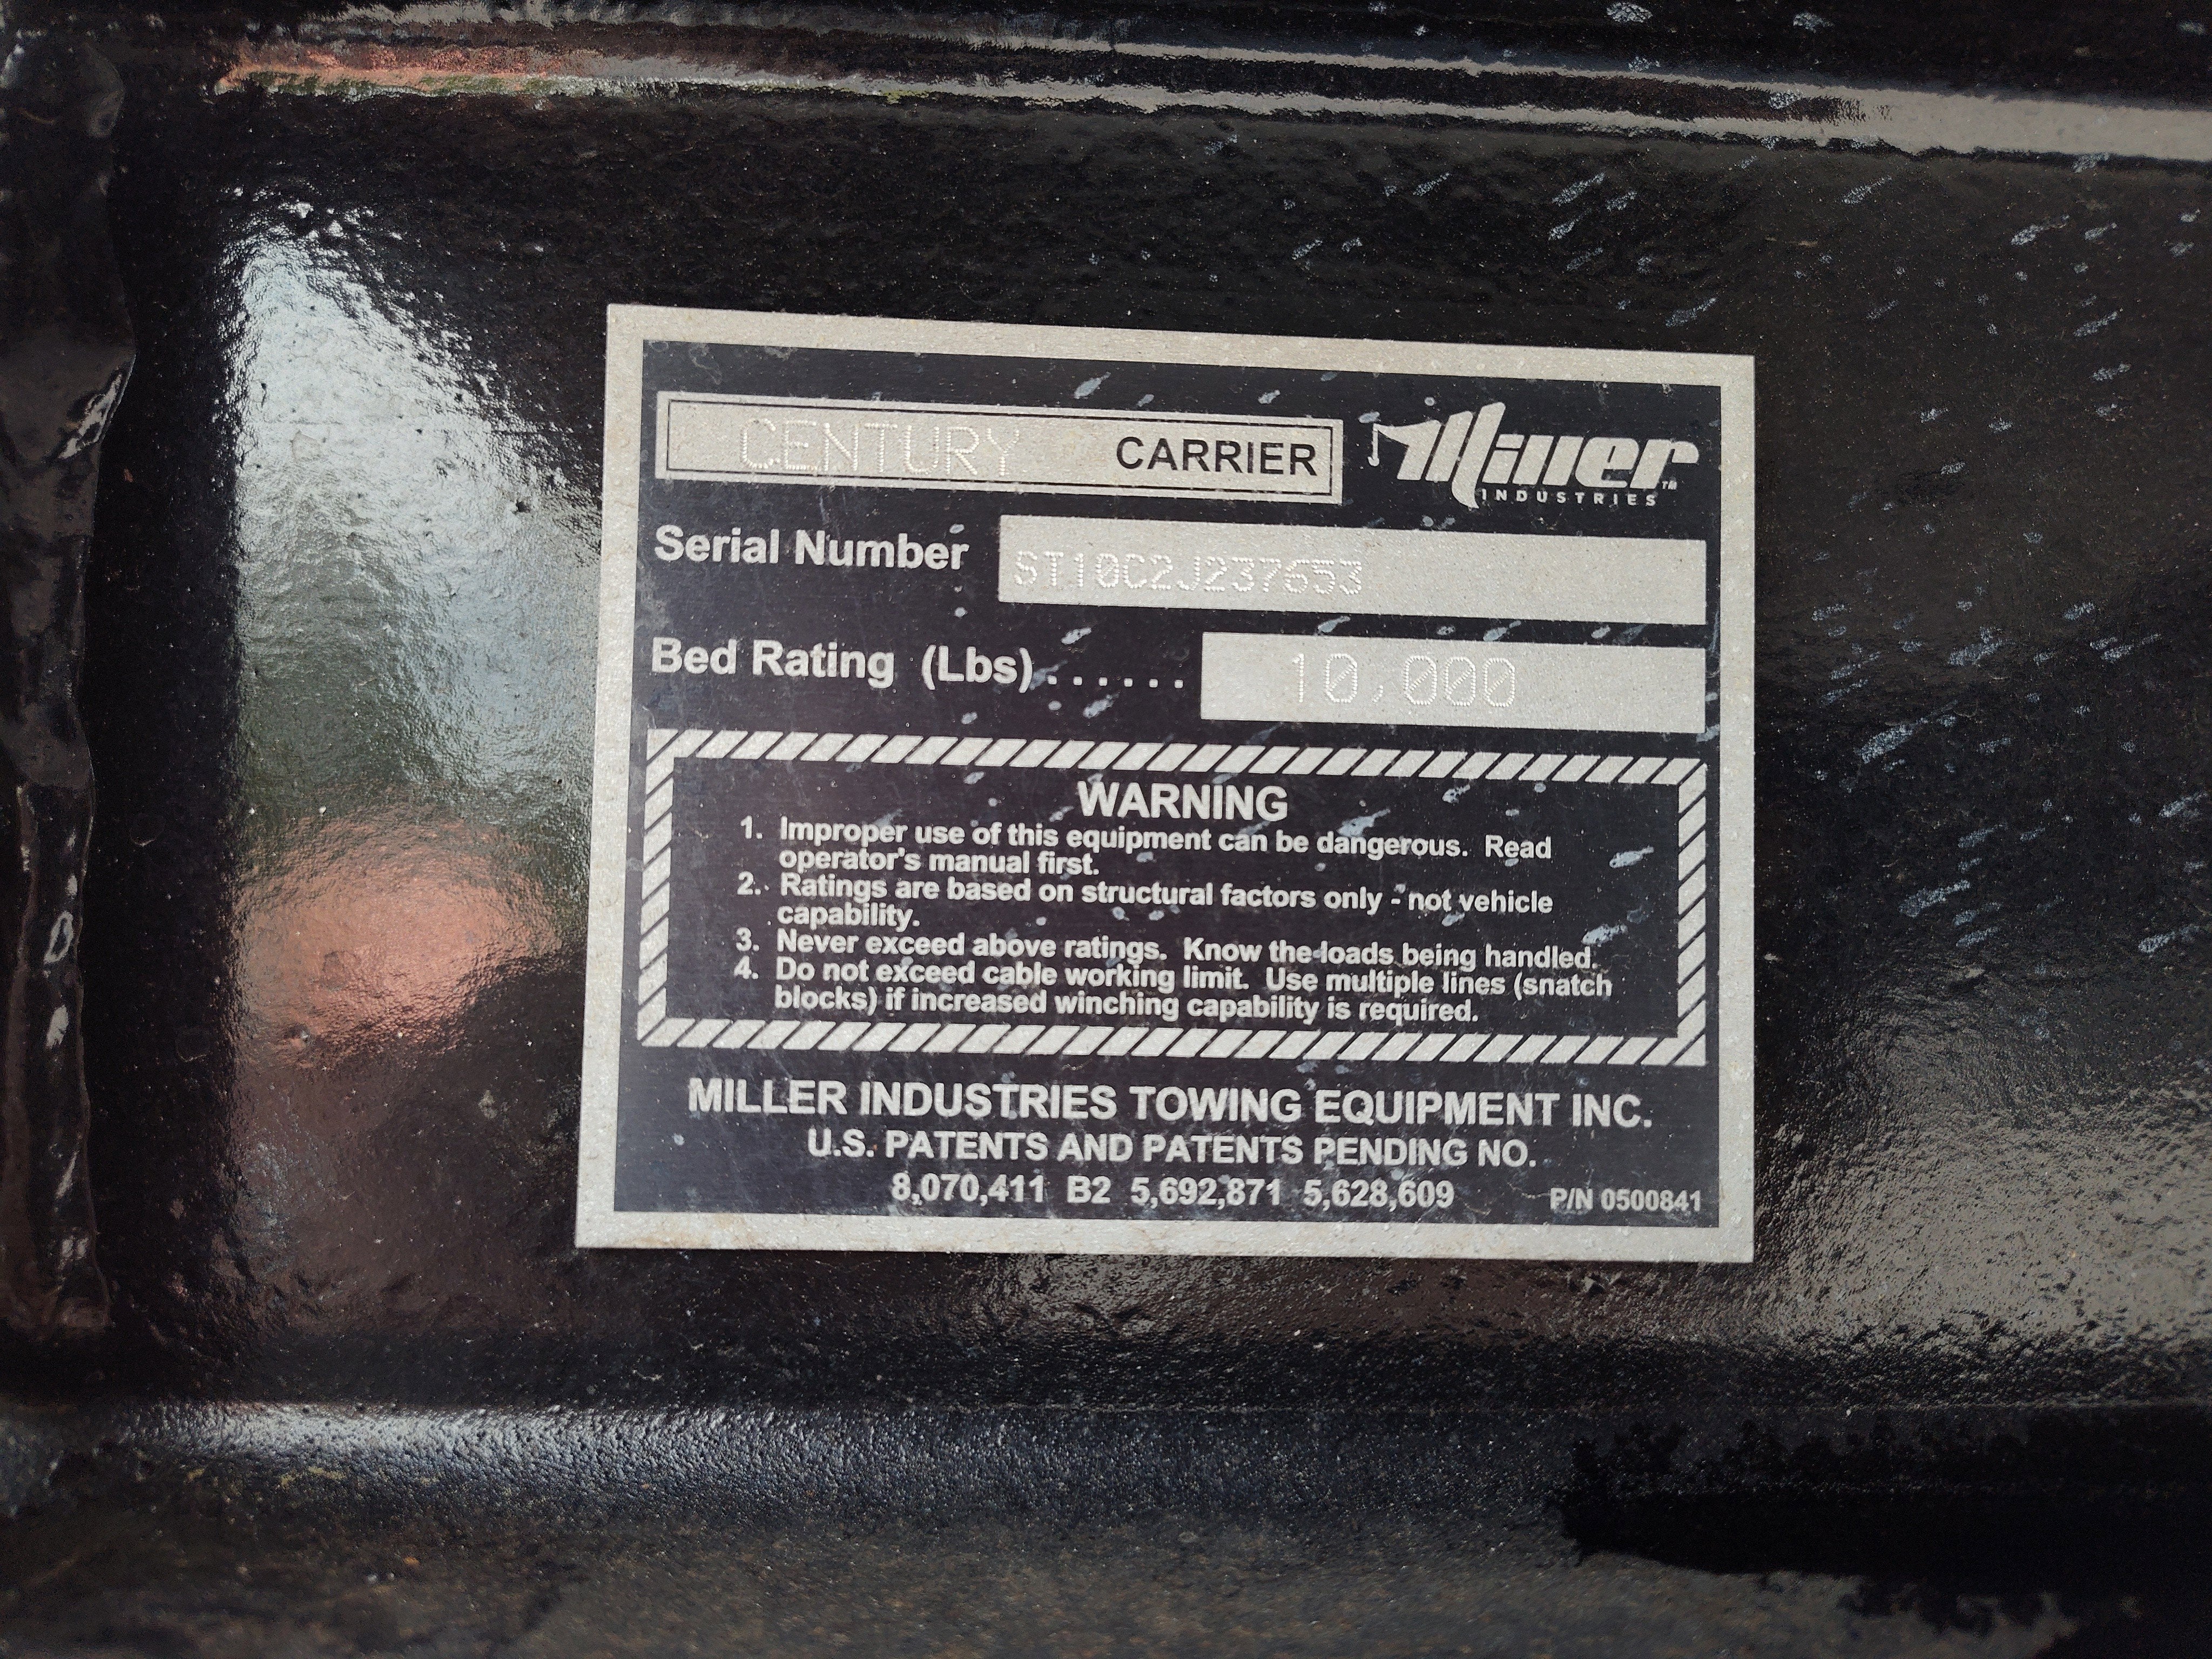 CENTURY CARRIER
Miller™
INDUSTRIES
Serial Number ST10C2J237653
Bed Rating (Lbs)...... 10,000
WARNING
1. Improper use of this equipment can be dangerous. Read
operator's manual first.
2. Ratings are based on structural factors only - not vehicle
capability.
3. Never exceed above ratings. Know the loads being handled.
4. Do not exceed cable working limit. Use multiple lines (snatch
blocks) if increased winching capability is required.
MILLER INDUSTRIES TOWING EQUIPMENT INC.
U.S. PATENTS AND PATENTS PENDING NO.
8,070,411 B2 5,692,871 5,628,609 P/N 0500841